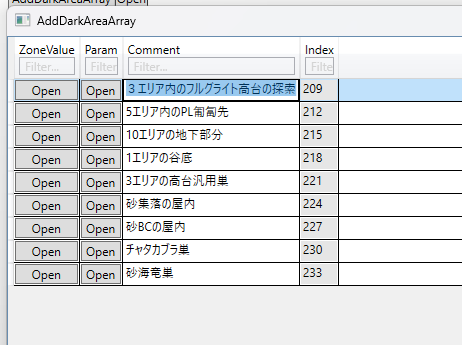 AddDarkAreaArray |Open|
AddDarkAreaArray
ZoneValue Param Comment Index
Filter... Filter Filter... Filte
Open Open ３エリア内のフルグライト高台の探索 209
Open Open 5エリア内のPL匍匐先 212
Open Open 10エリアの地下部分 215
Open Open 1エリアの谷底 218
Open Open 3エリアの高台汎用巣 221
Open Open 砂集落の屋内 224
Open Open 砂BCの屋内 227
Open Open チャタカブラ巣 230
Open Open 砂海竜巣 233